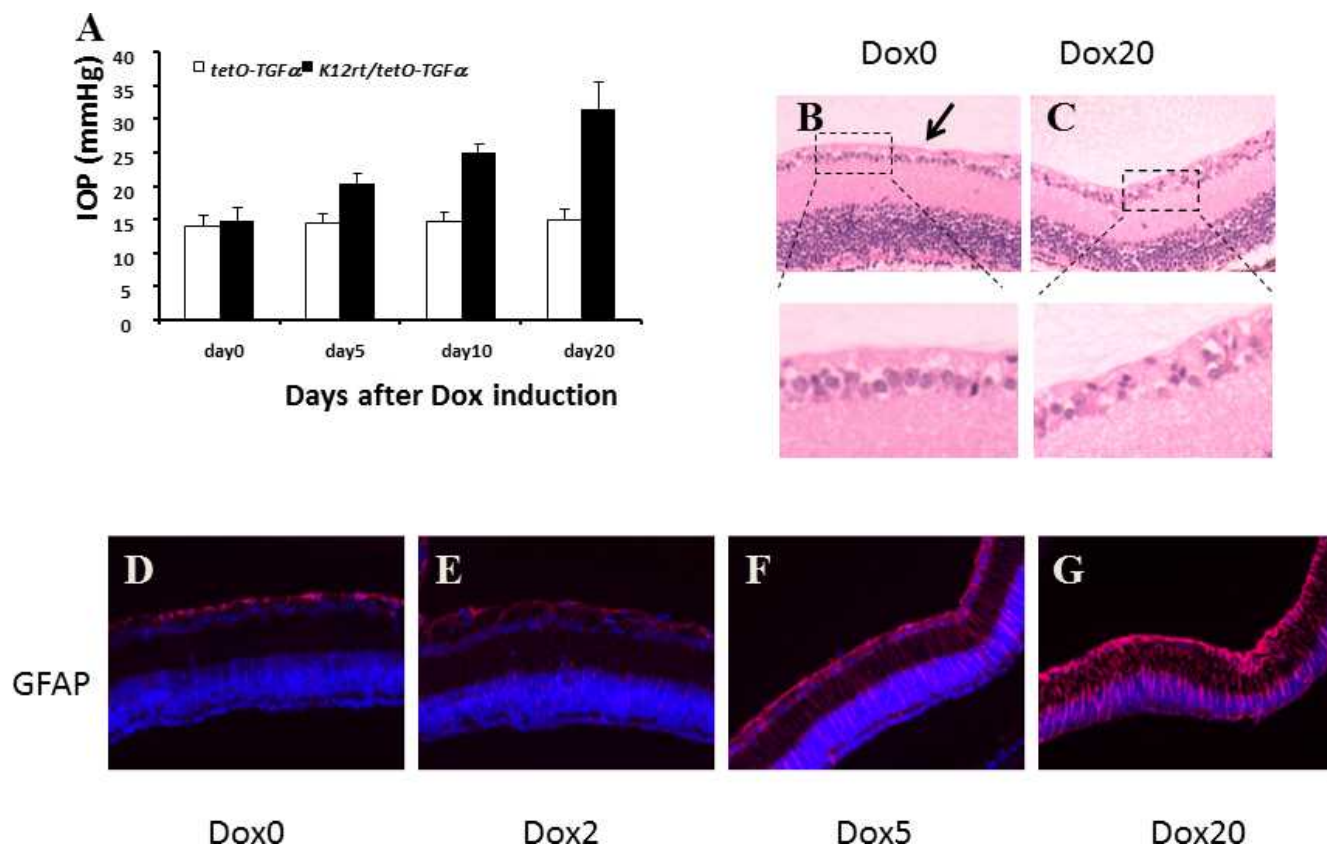 A
40
35
30
25
20
15
10
5
0
IOP (mmHg)
tetO-TGFα K12rt/tetO-TGFα
day0 day5 day10 day20
Days after Dox induction
Dox0 Dox20
B C
D E F G
GFAP
Dox0 Dox2 Dox5 Dox20